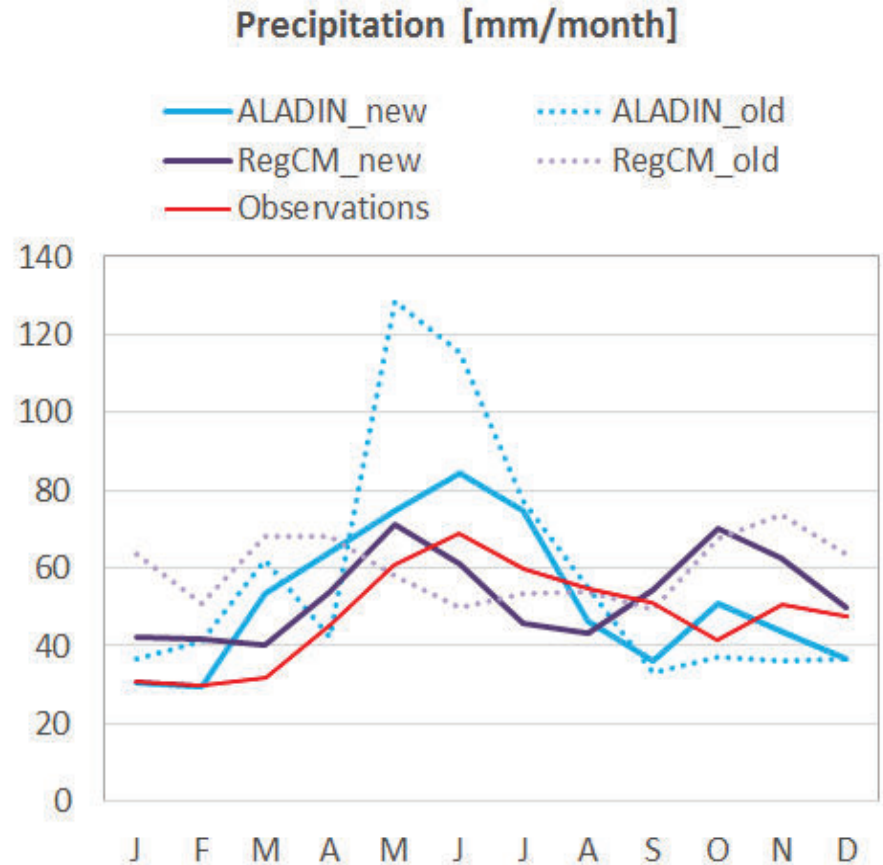 Precipitation [mm/month]
ALADIN_new ALADIN_old
RegCM_new RegCM_old
Observations
140
120
100
80
60
40
20
0
J F M A M J J A S O N D